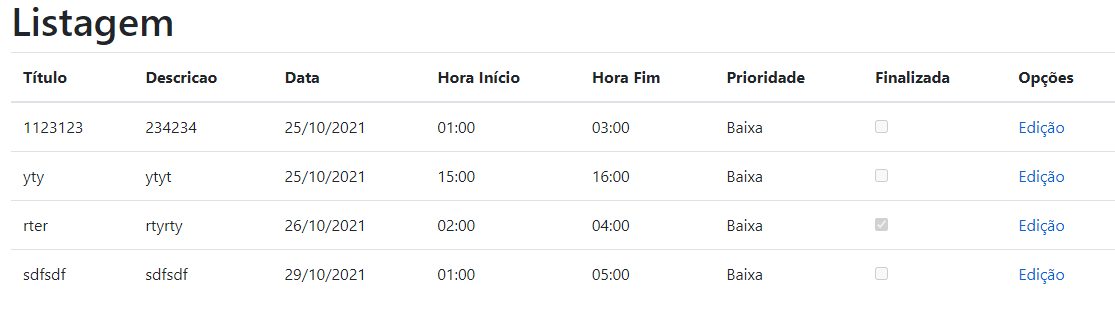 Listagem
Título Descricao Data Hora Início Hora Fim Prioridade Finalizada Opções
1123123 234234 25/10/2021 01:00 03:00 Baixa Edição
yty ytyt 25/10/2021 15:00 16:00 Baixa Edição
rter rtyrty 26/10/2021 02:00 04:00 Baixa Edição
sdfsdf sdfsdf 29/10/2021 01:00 05:00 Baixa Edição